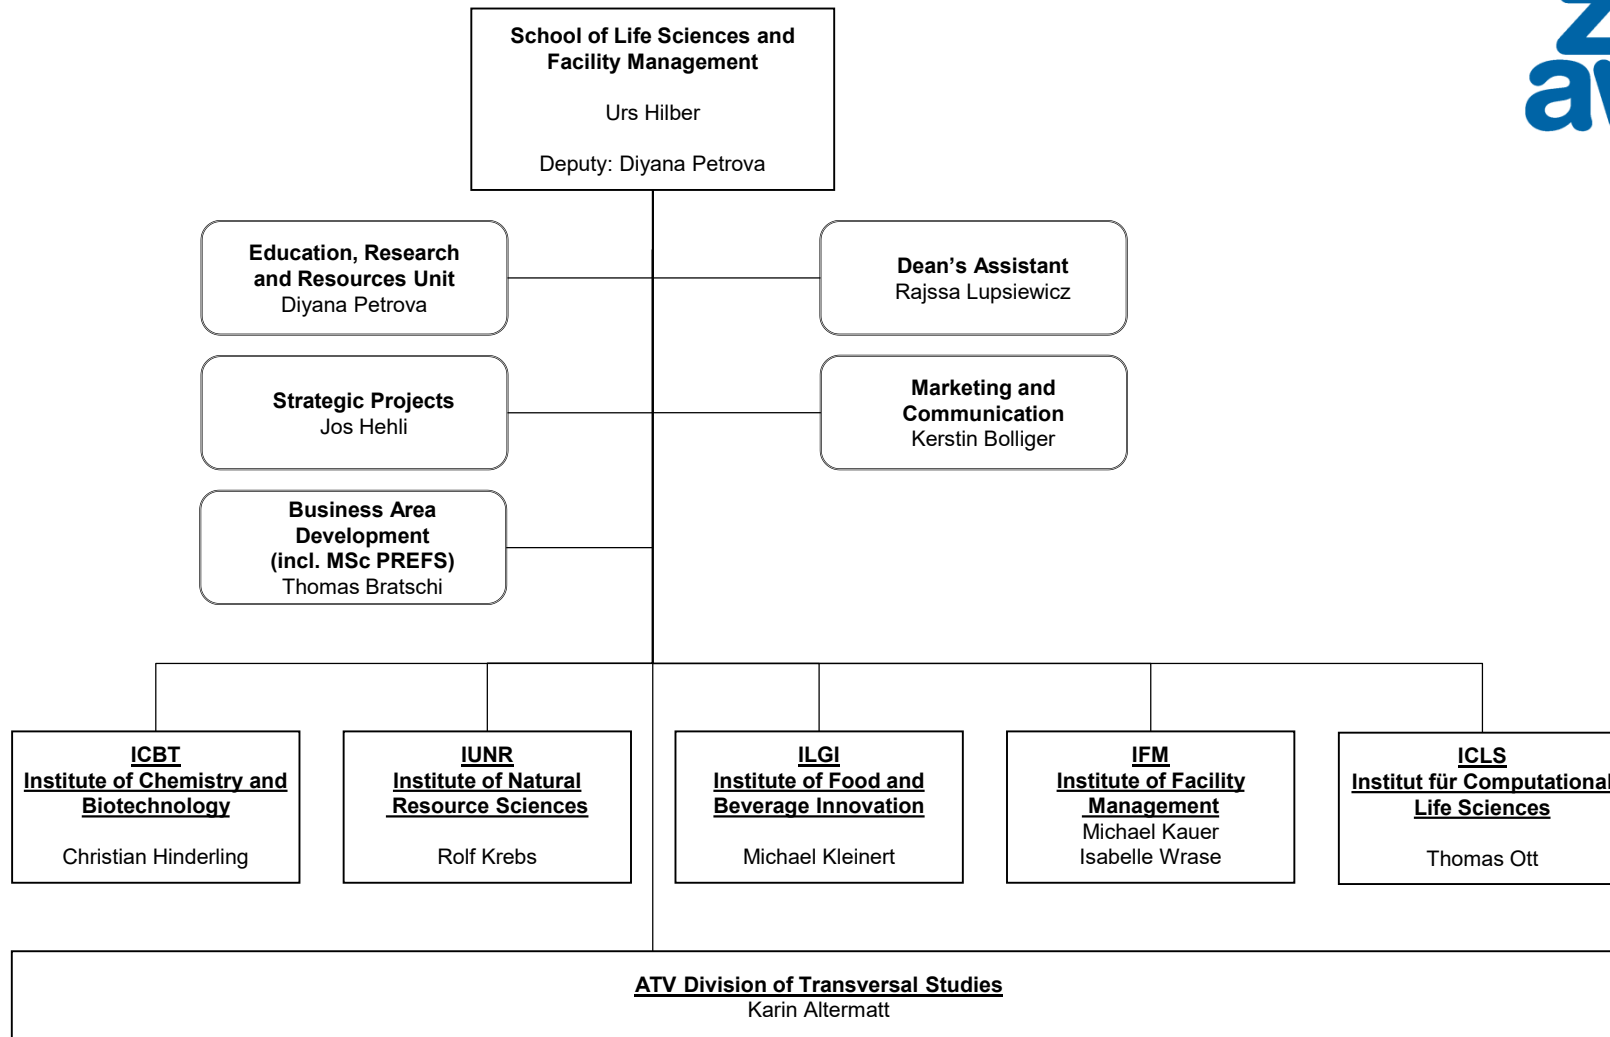 School of Life Sciences and
Facility Management
Urs Hilber
Deputy: Diyana Petrova
Education, Research
and Resources Unit
Diyana Petrova
Dean’s Assistant
Rajssa Lupsiewicz
Strategic Projects
Jos Hehli
Marketing and
Communication
Kerstin Bolliger
Business Area
Development
(incl. MSc PREFS)
Thomas Bratschi
ICBT
Institute of Chemistry and
Biotechnology
Christian Hinderling
IUNR
Institute of Natural
Resource Sciences
Rolf Krebs
ILGI
Institute of Food and
Beverage Innovation
Michael Kleinert
IFM
Institute of Facility
Management
Michael Kauer
Isabelle Wrase
ICLS
Institut für Computational
Life Sciences
Thomas Ott
ATV Division of Transversal Studies
Karin Altermatt